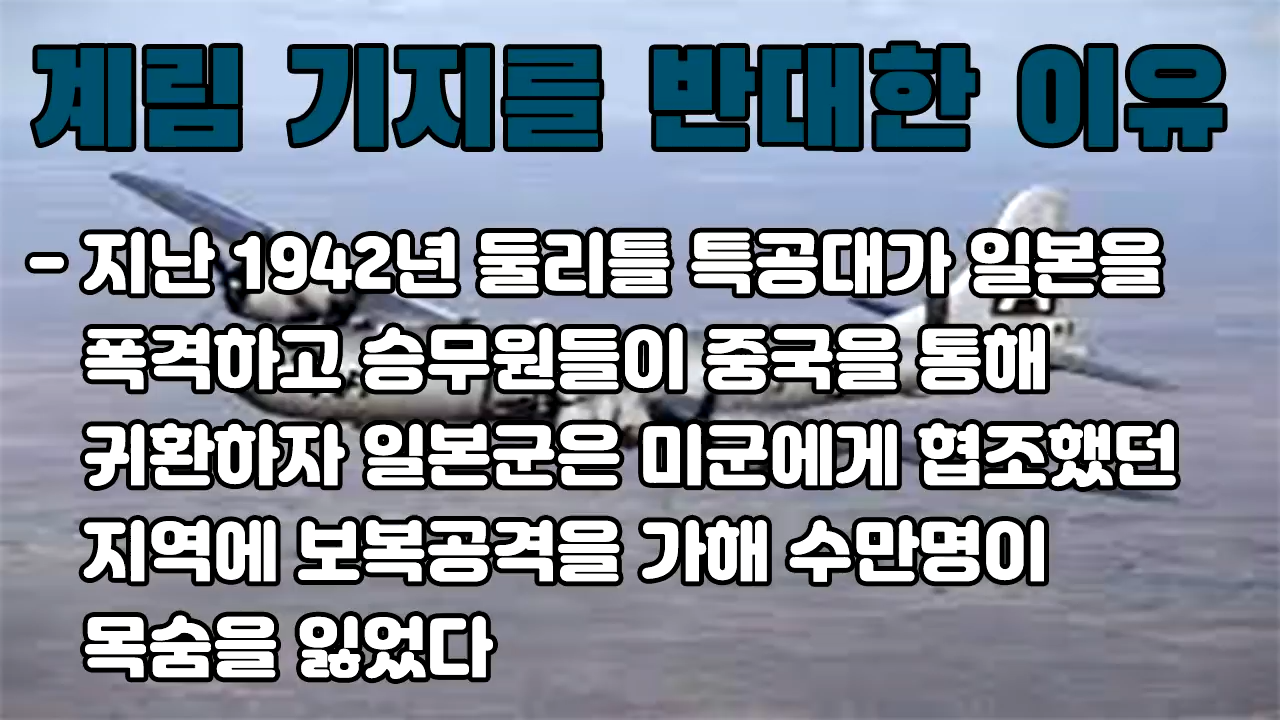 계림 기지를 반대한 이유
- 지난 1942년 둘리틀 특공대가 일본을
폭격하고 승무원들이 중국을 통해
귀환하자 일본군은 미군에게 협조했던
지역에 보복공격을 가해 수만명이
목숨을 잃었다
A